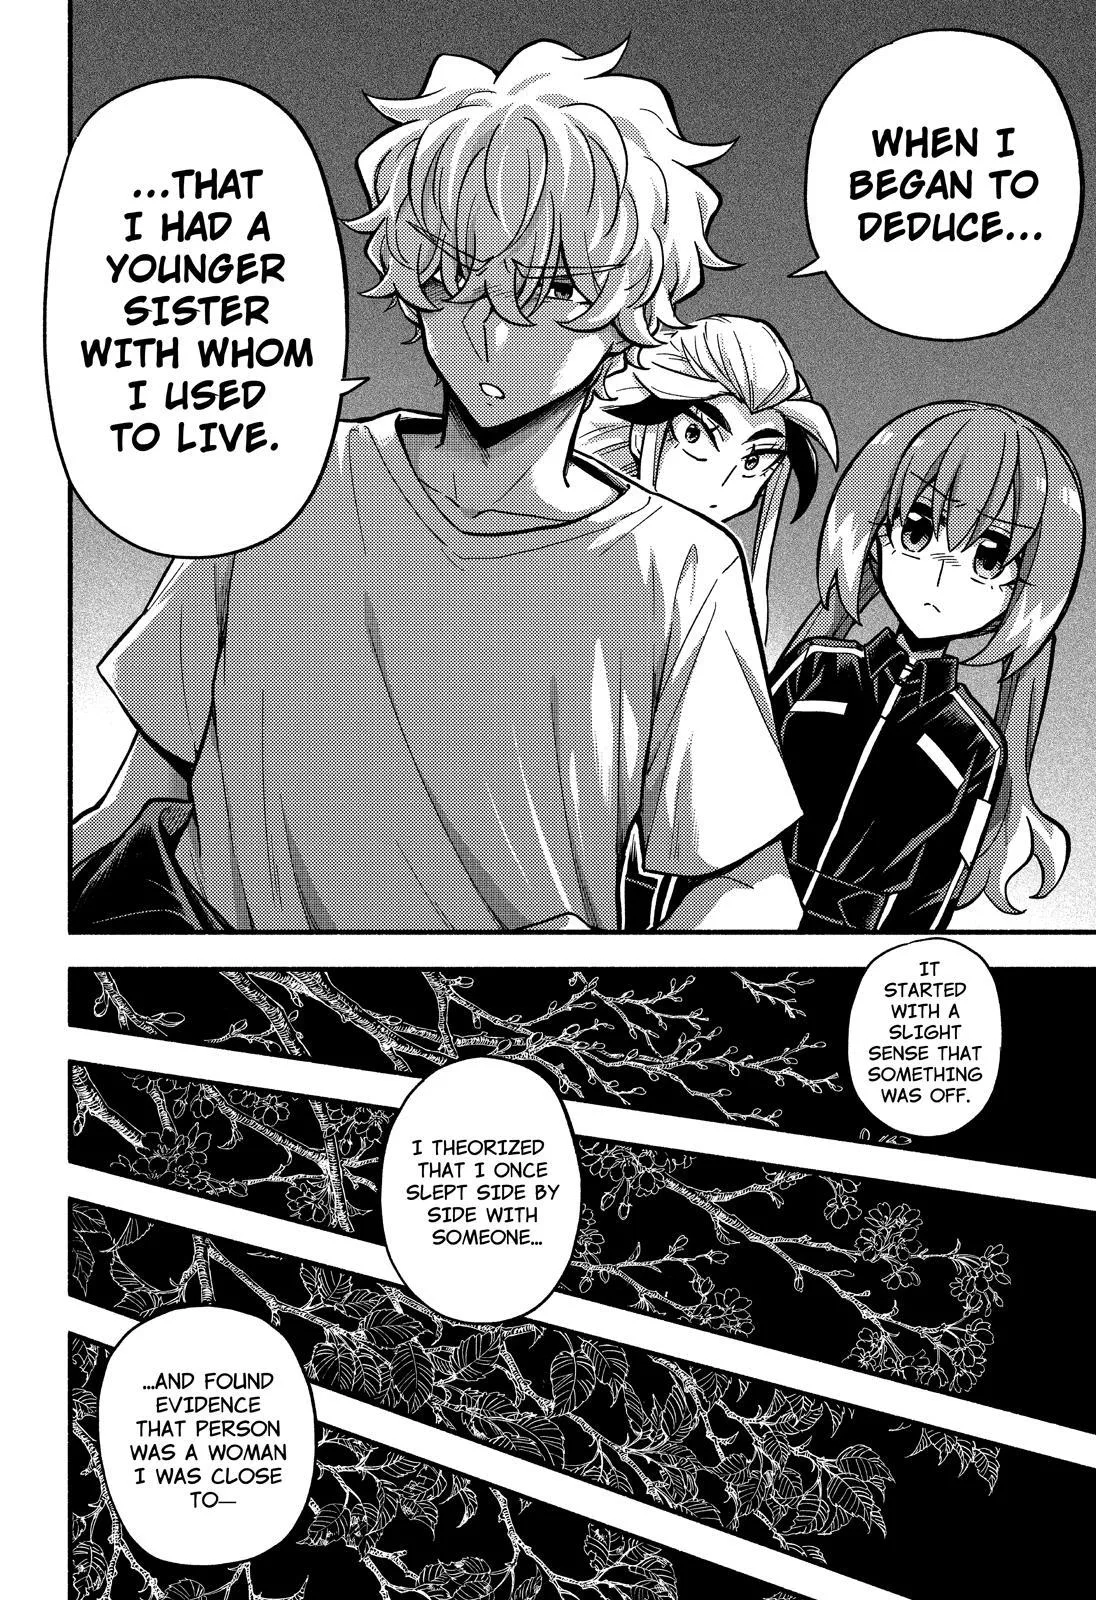 WHEN I
BEGAN TO
DEDUCE...
...THAT
I HAD A
YOUNGER
SISTER
WITH WHOM
I USED
TO LIVE.
IT
STARTED
WITH A
SLIGHT
SENSE THAT
SOMETHING
WAS OFF.
I THEORIZED
THAT I ONCE
SLEPT SIDE BY
SIDE WITH
SOMEONE...
...AND FOUND
EVIDENCE
THAT PERSON
WAS A WOMAN
I WAS CLOSE
TO—